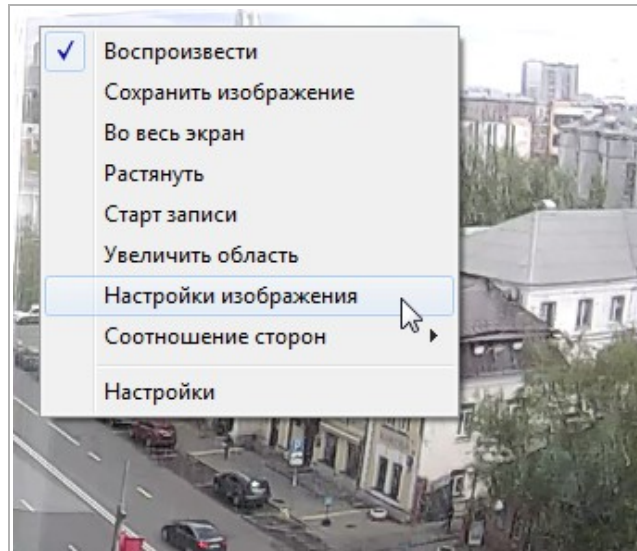 Воспроизвести
Сохранить изображение
Во весь экран
Растянуть
Старт записи
Увеличить область
Настройки изображения
Соотношение сторон
Настройки